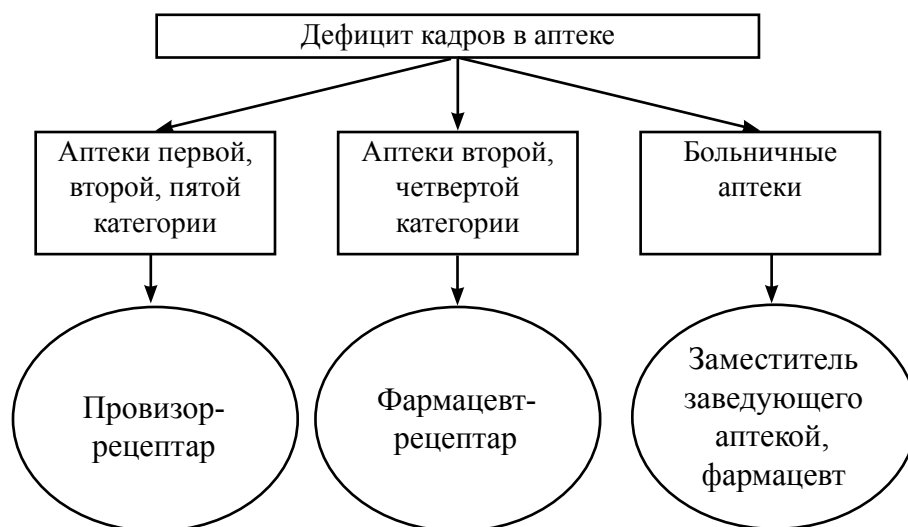 Дефицит кадров в аптеке
Аптеки первой,
второй, пятой
категории
Аптеки второй,
четвертой
категории
Больничные
аптеки
Провизор-
рецептар
Фармацевт-
рецептар
Заместитель
заведующего
аптекой,
фармацевт